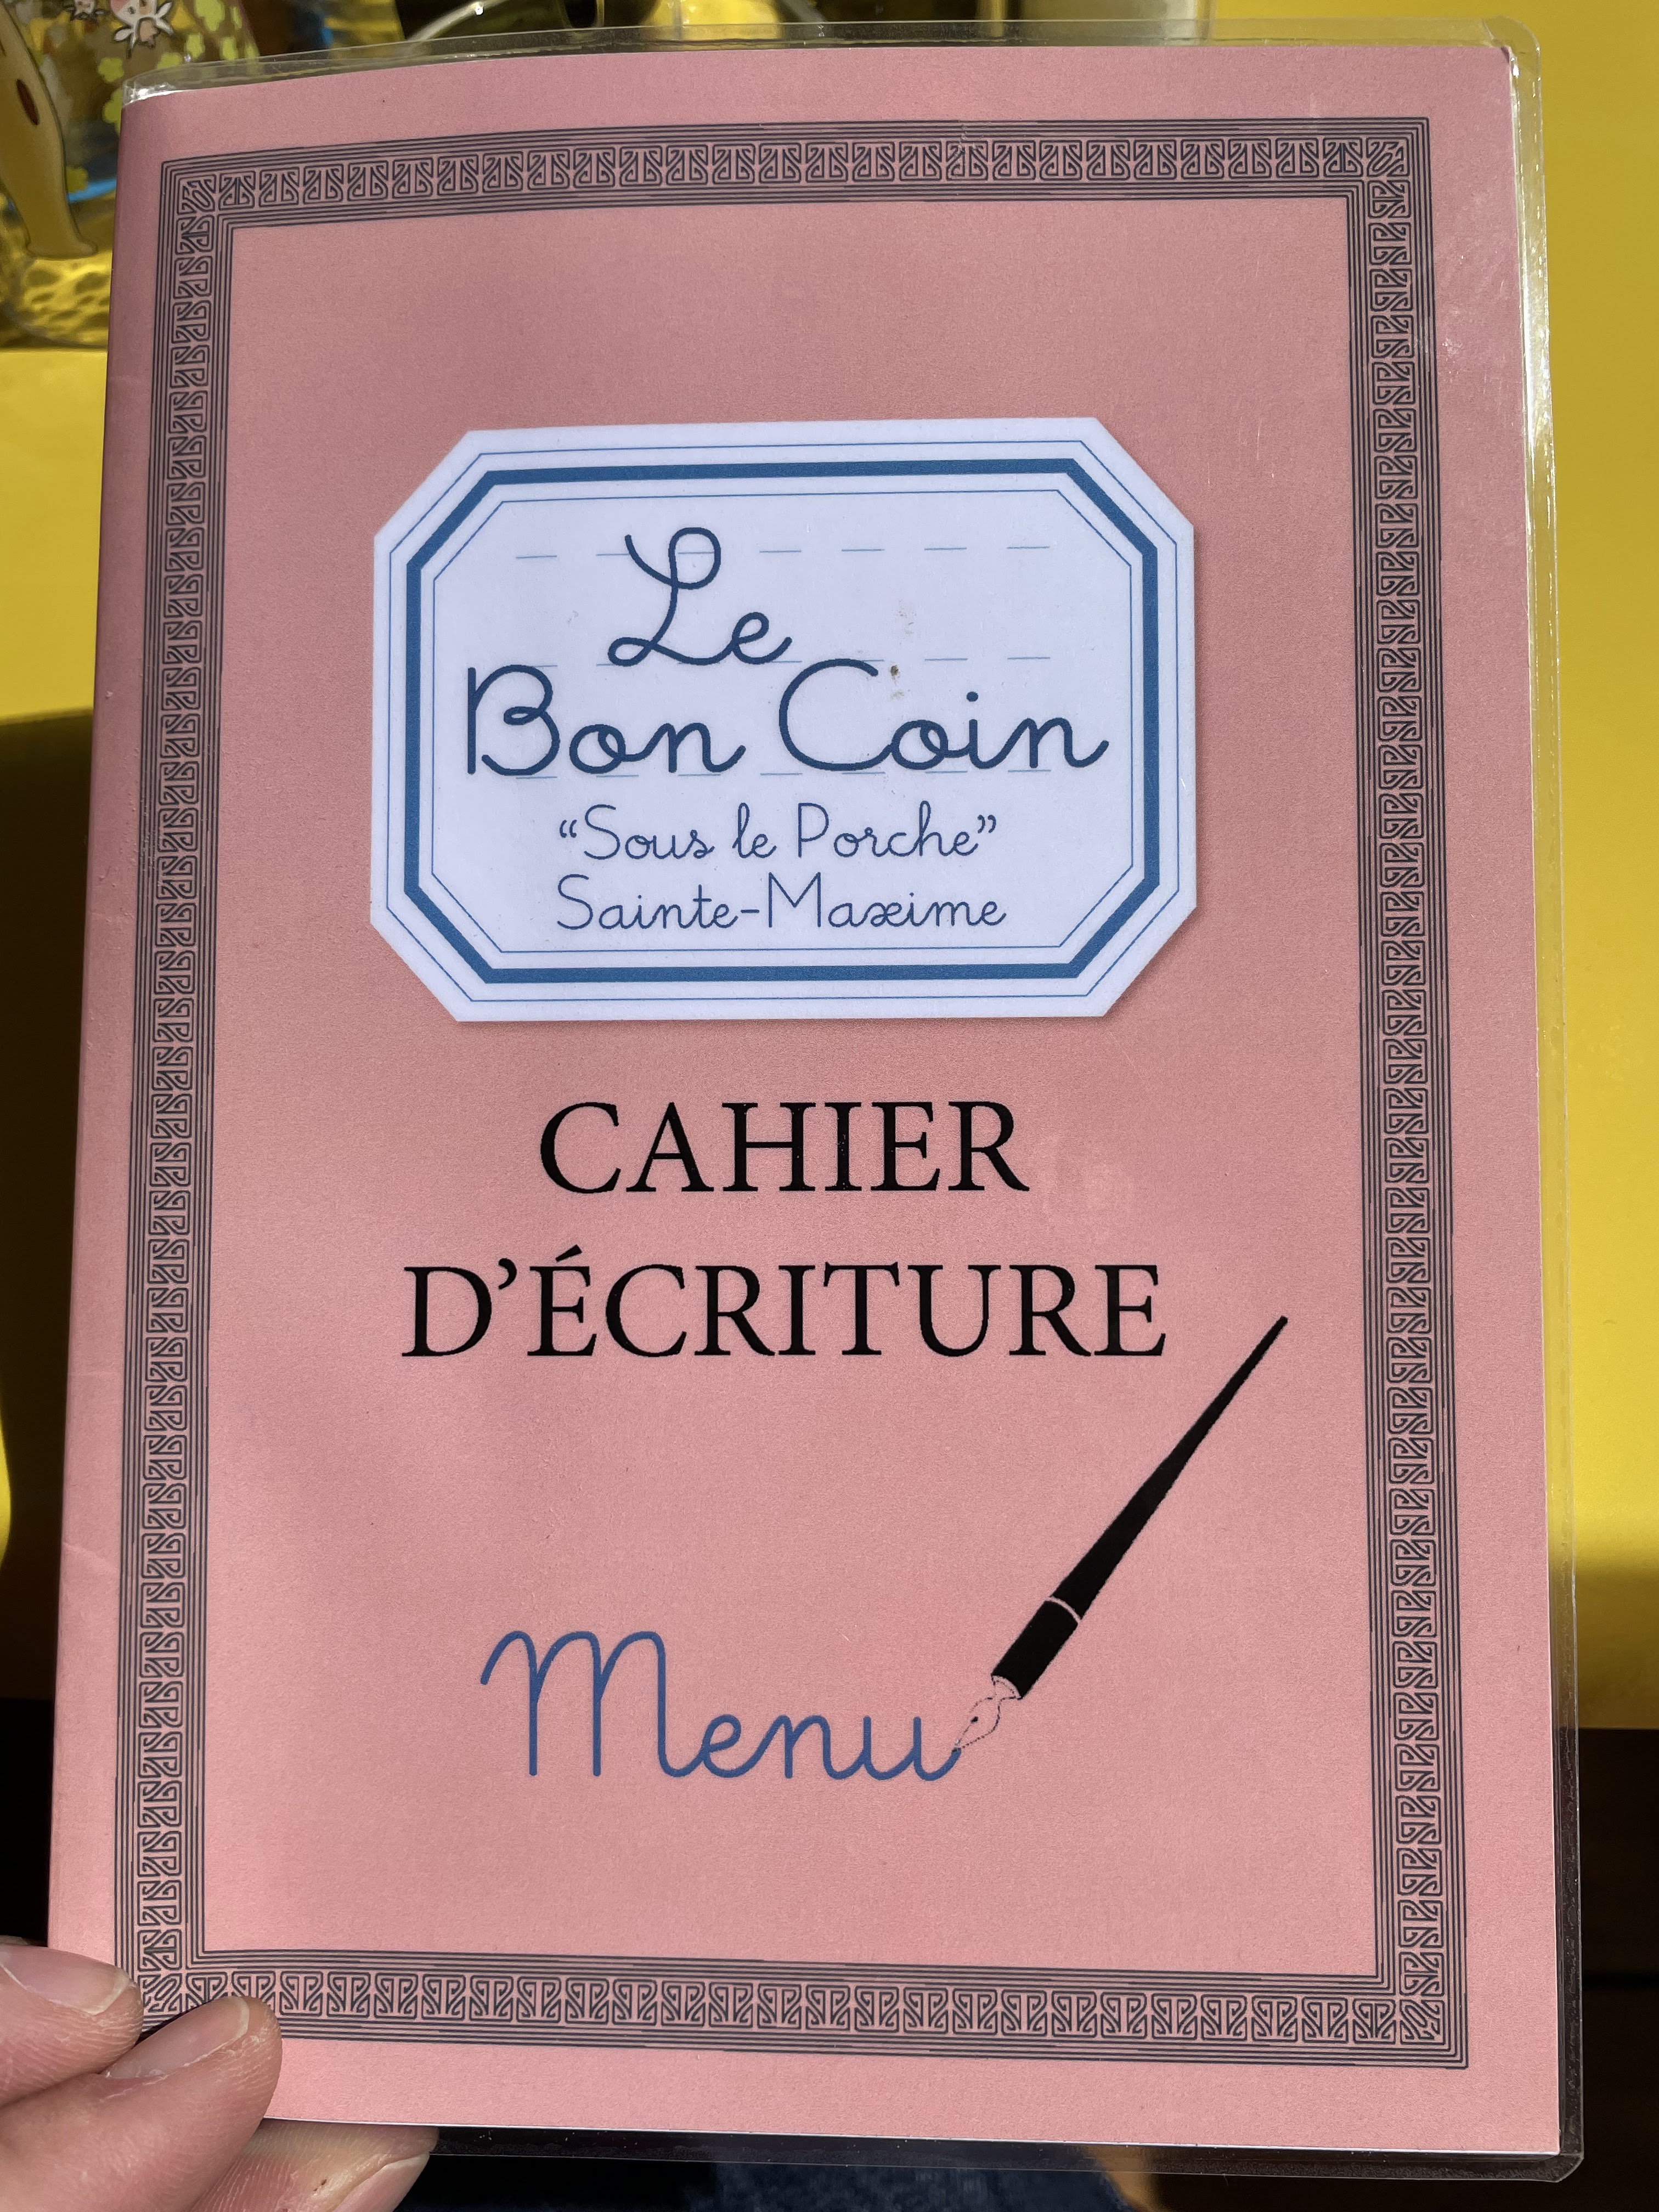 Le
Bon Coin
“Sous le Porche”
Sainte-Maxime
CAHIER
D’ÉCRITURE
Menu